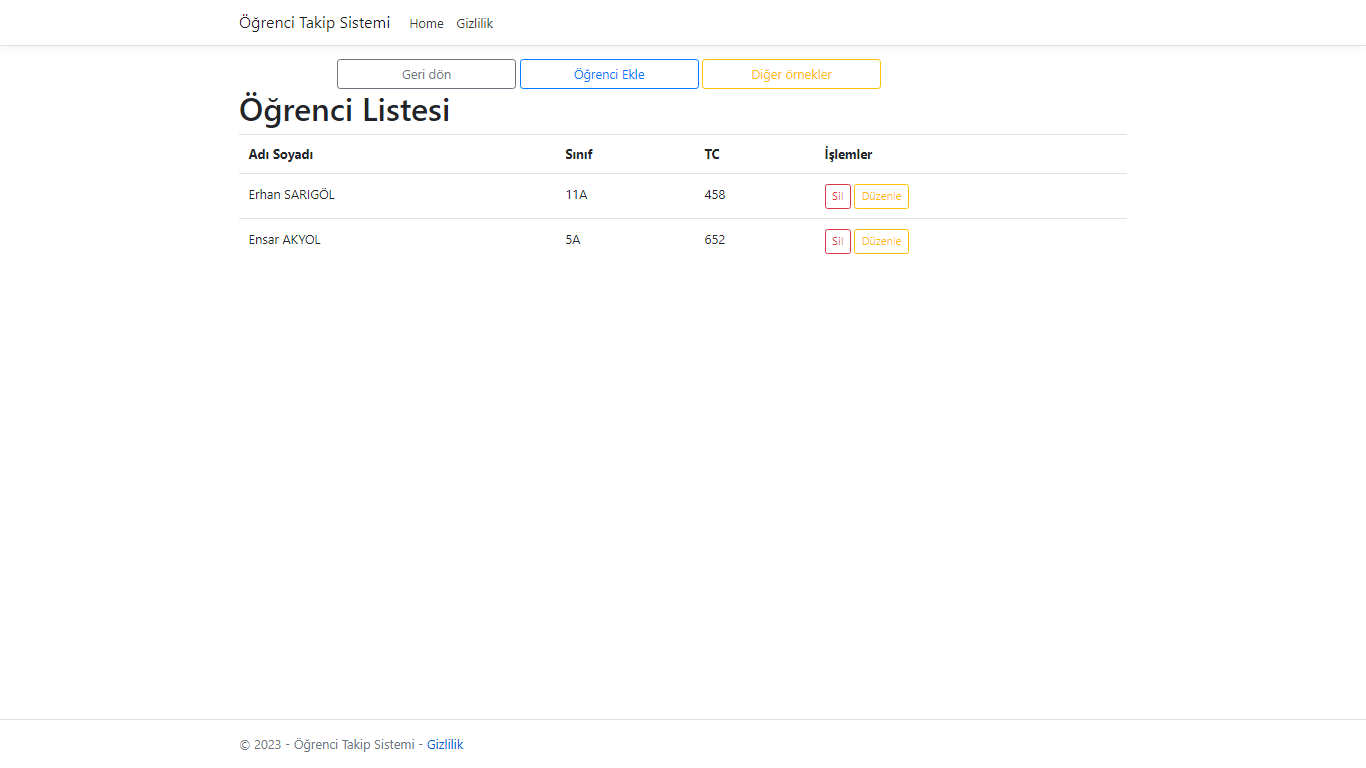 Öğrenci Takip Sistemi Home Gizlilik
Geri dön Öğrenci Ekle Diğer örnekler
Öğrenci Listesi
Adı Soyadı Sınıf TC İşlemler
Erhan SARIGÖL 11A 458 Sil Düzenle
Ensar AKYOL 5A 652 Sil Düzenle
© 2023 - Öğrenci Takip Sistemi - Gizlilik